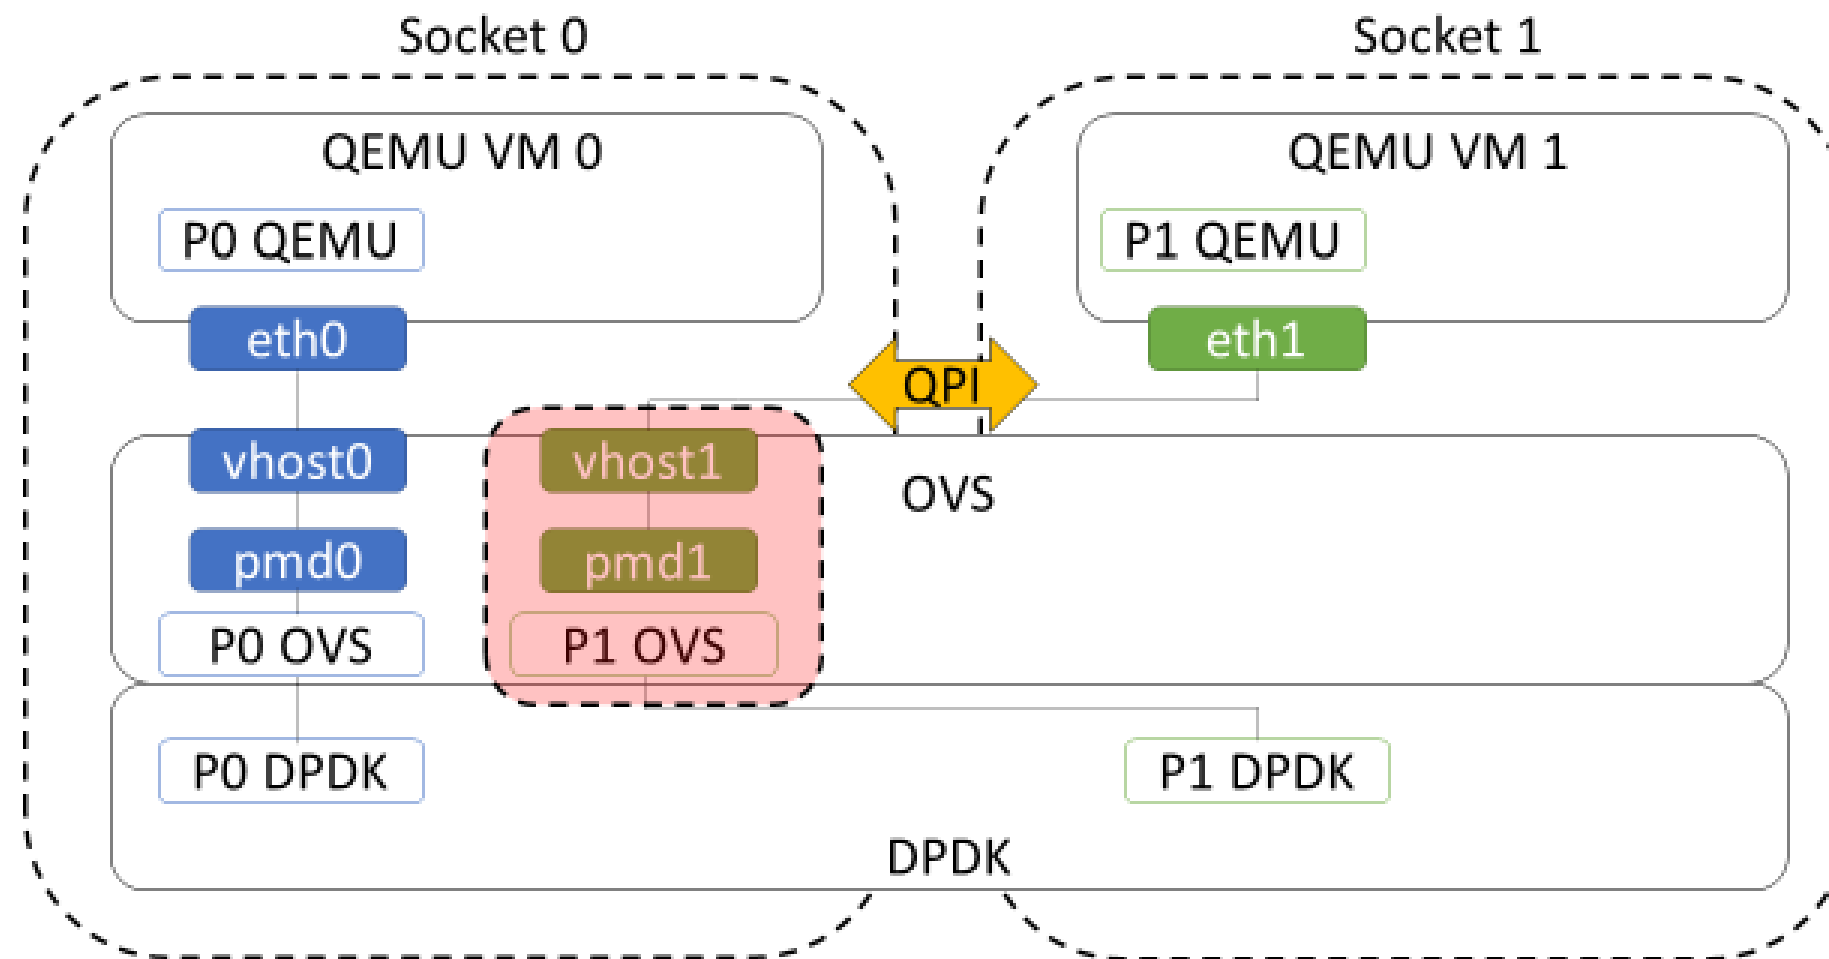 Socket 0
Socket 1
QEMU VM 0
QEMU VM 1
P0 QEMU
P1 QEMU
eth0
eth1
QPI
vhost0
vhost1
OVS
pmd0
pmd1
P0 OVS
P1 OVS
P0 DPDK
P1 DPDK
DPDK